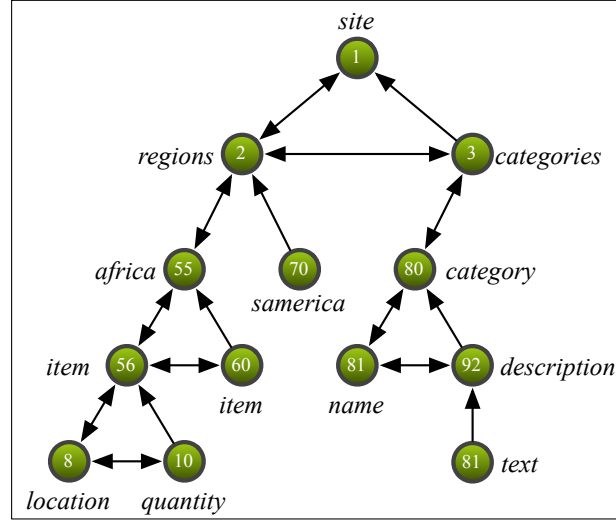 site
1
regions 2 3 categories
africa 55 70 80 category
samerica
item 56 60 81 92 description
item name
8 10 81 text
location quantity